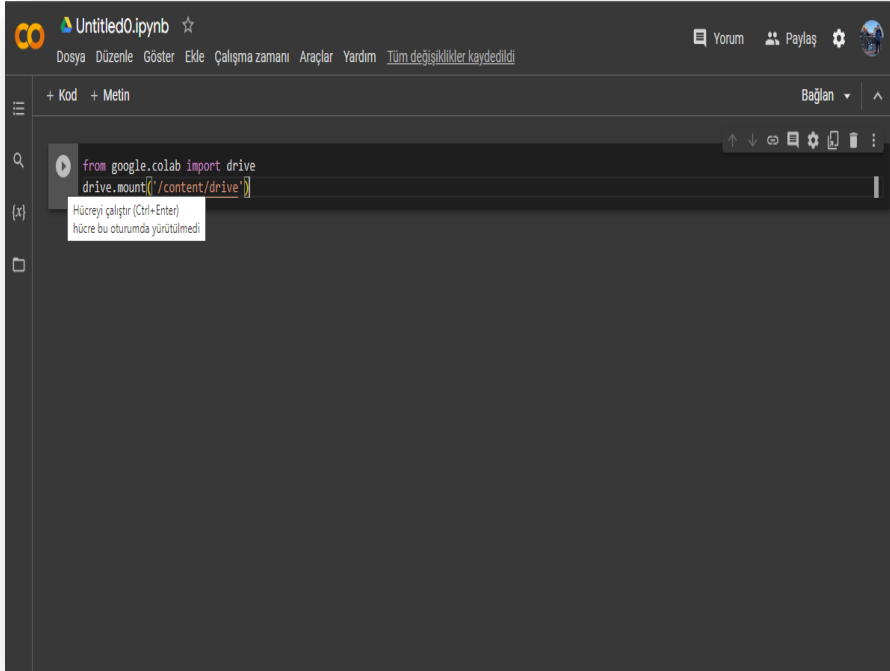 Untitled0.ipynb
Dosya Düzenle Göster Ekle Çalışma zamanı Araçlar Yardım Tüm değişiklikler kaydedildi
Yorum Paylaş
+ Kod + Metin
Bağlan
from google.colab import drive
drive.mount('/content/drive')
{x}
Hücreyi çalıştır (Ctrl+Enter)
hücre bu oturumda yürütülmedi